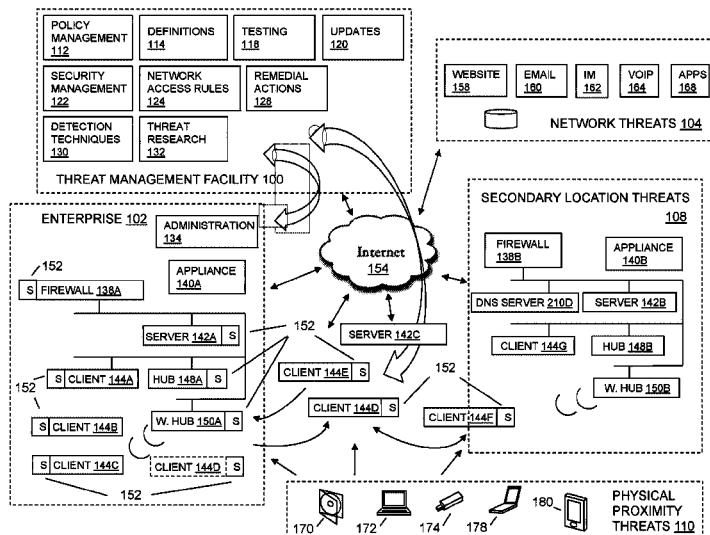 POLICY MANAGEMENT 112
DEFINITIONS 114
TESTING 118
UPDATES 120
SECURITY MANAGEMENT 122
NETWORK ACCESS RULES 124
REMEDIAL ACTIONS 128
DETECTION TECHNIQUES 130
THREAT RESEARCH 132
THREAT MANAGEMENT FACILITY 100
WEBSITE 158
EMAIL 160
IM 162
VOIP 164
APPS 168
NETWORK THREATS 104
ENTERPRISE 102
ADMINISTRATION 134
152
S FIREWALL 138A
APPLIANCE 140A
SERVER 142A S
152
152
S CLIENT 144A
HUB 148A S
S CLIENT 144B
W. HUB 150A S
S CLIENT 144C
CLIENT 144D S
152
Internet 154
SERVER 142C
CLIENT 144E S
152
CLIENT 144D S
CLIENT 144F S
SECONDARY LOCATION THREATS 108
FIREWALL 138B
APPLIANCE 140B
DNS SERVER 210D
SERVER 142B
CLIENT 144G
HUB 148B
W. HUB 150B
170
172
174
178
180
PHYSICAL PROXIMITY THREATS 110